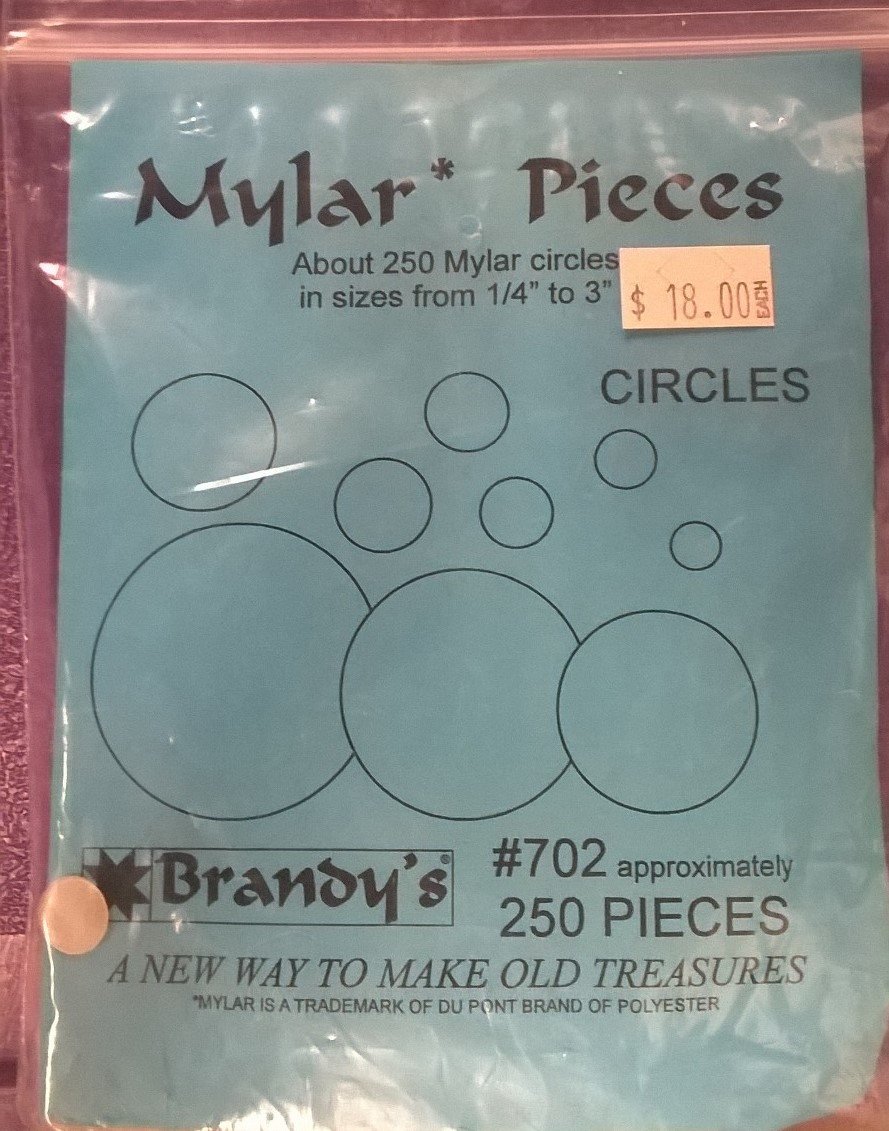 Mylar* Pieces
About 250 Mylar circles
in sizes from 1/4" to 3"
$ 18.00 EACH
CIRCLES
Brandy's®
#702 approximately
250 PIECES
A NEW WAY TO MAKE OLD TREASURES
*MYLAR IS A TRADEMARK OF DU PONT BRAND OF POLYESTER